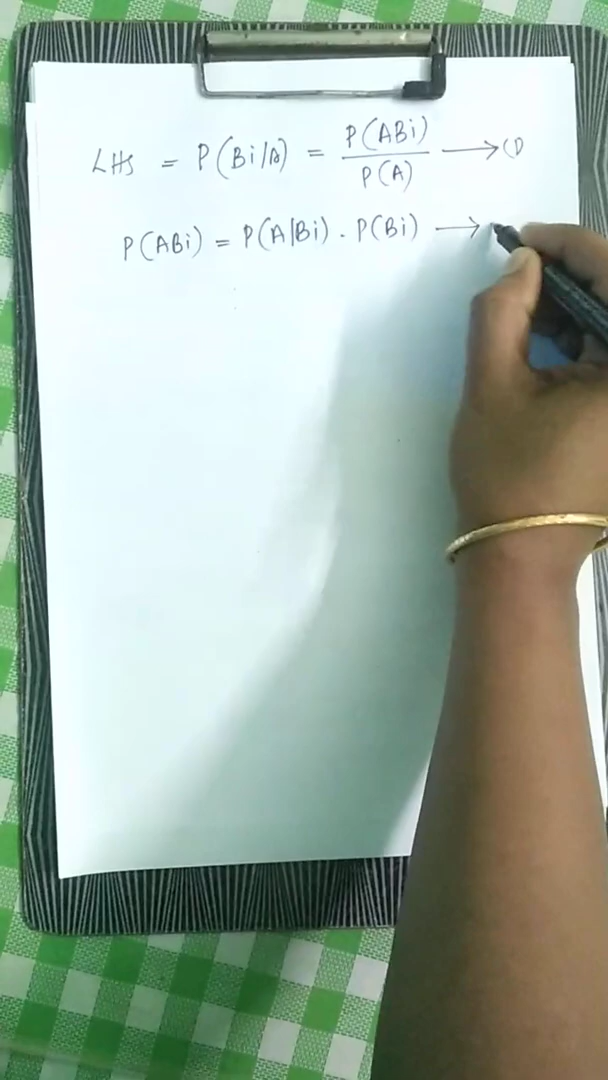 LHS = P(Bi/A) = P(ABi) / P(A) → (1)
P(ABi) = P(A|Bi) . P(Bi) →